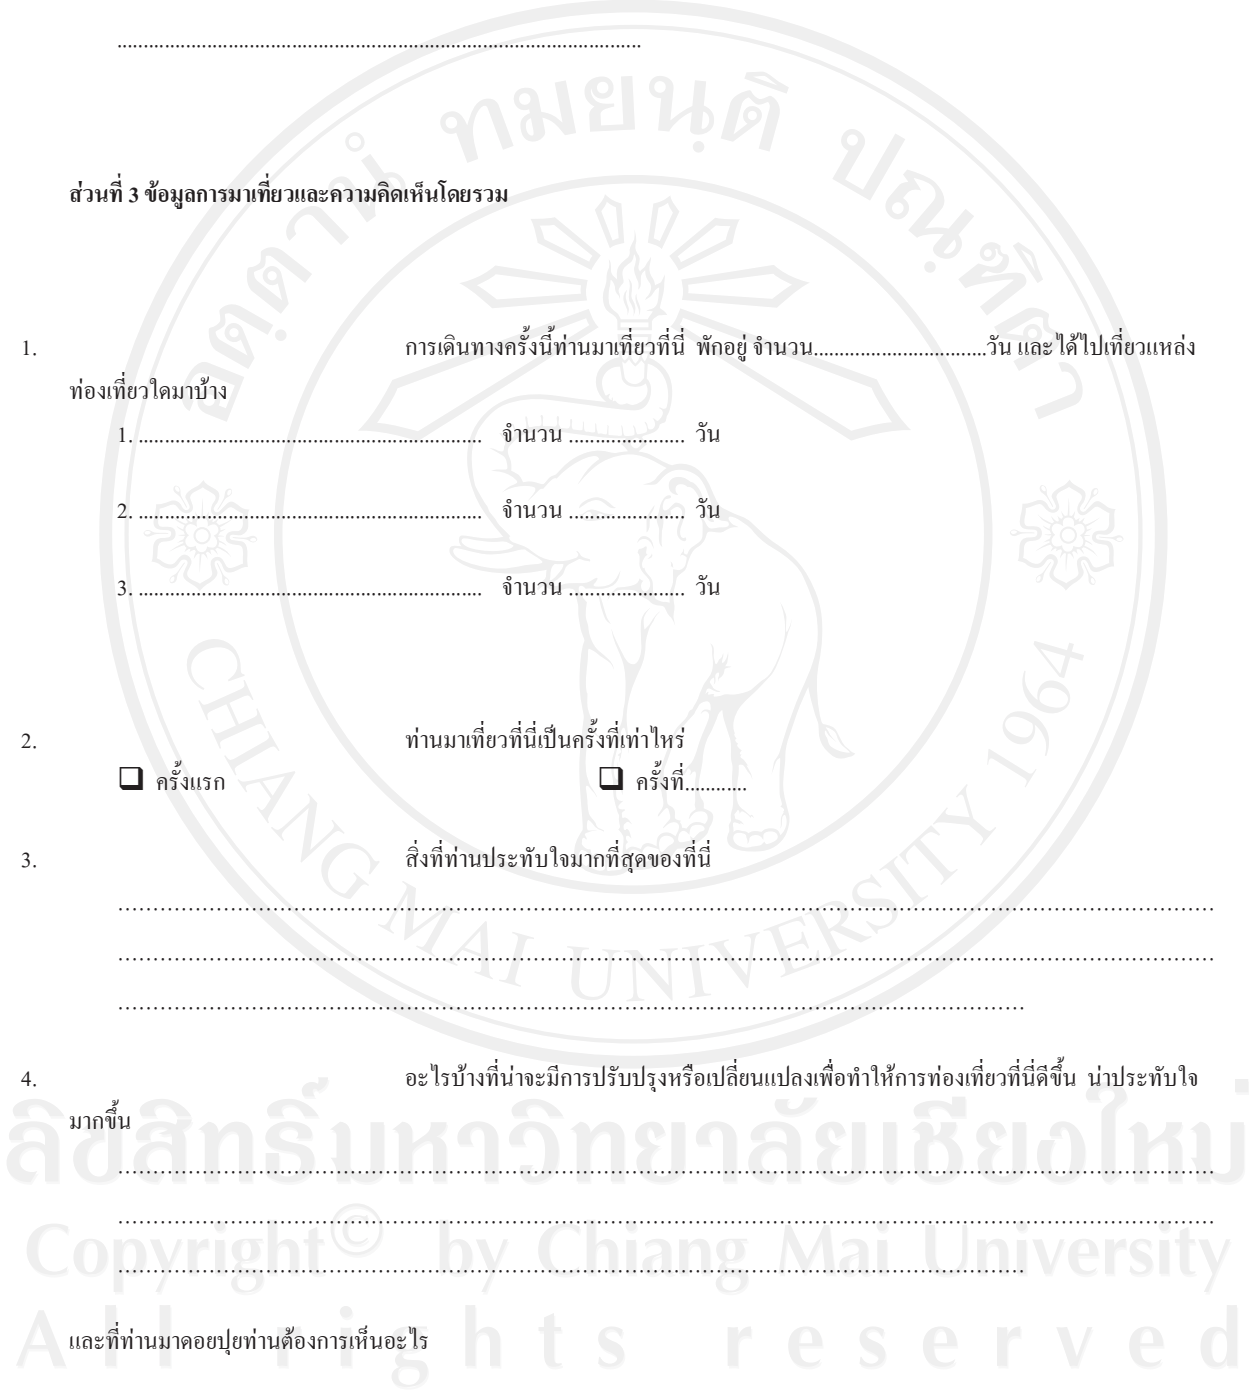 ...................................................................................................
ส่วนที่ 3 ข้อมูลการมาเที่ยวและความคิดเห็นโดยรวม
1. การเดินทางครั้งนี้ท่านมาเที่ยวที่นี่ พักอยู่ จำนวน.................................วัน และได้ไปเที่ยวแหล่ง
ท่องเที่ยวใดมาบ้าง
1. ................................................................. จำนวน ...................... วัน
2. ................................................................. จำนวน ...................... วัน
3. ................................................................. จำนวน ...................... วัน
2. ท่านมาเที่ยวที่นี่เป็นครั้งที่เท่าไหร่
❏ ครั้งแรก ❏ ครั้งที่............
3. สิ่งที่ท่านประทับใจมากที่สุดของที่นี่
................................................................................................................................................................
................................................................................................................................................................
....................................................................................................................................
4. อะไรบ้างที่น่าจะมีการปรับปรุงหรือเปลี่ยนแปลงเพื่อทำให้การท่องเที่ยวที่นี่ดีขึ้น น่าประทับใจ
มากขึ้น
................................................................................................................................................................
................................................................................................................................................................
....................................................................................................................................
และที่ท่านมาดอยปุยท่านต้องการเห็นอะไร
อตฺตานํ ทมยนฺติ ปณฺฑิตา
CHIANG MAI UNIVERSITY 1964
ลิขสิทธิ์มหาวิทยาลัยเชียงใหม่
Copyright© by Chiang Mai University
All rights reserved